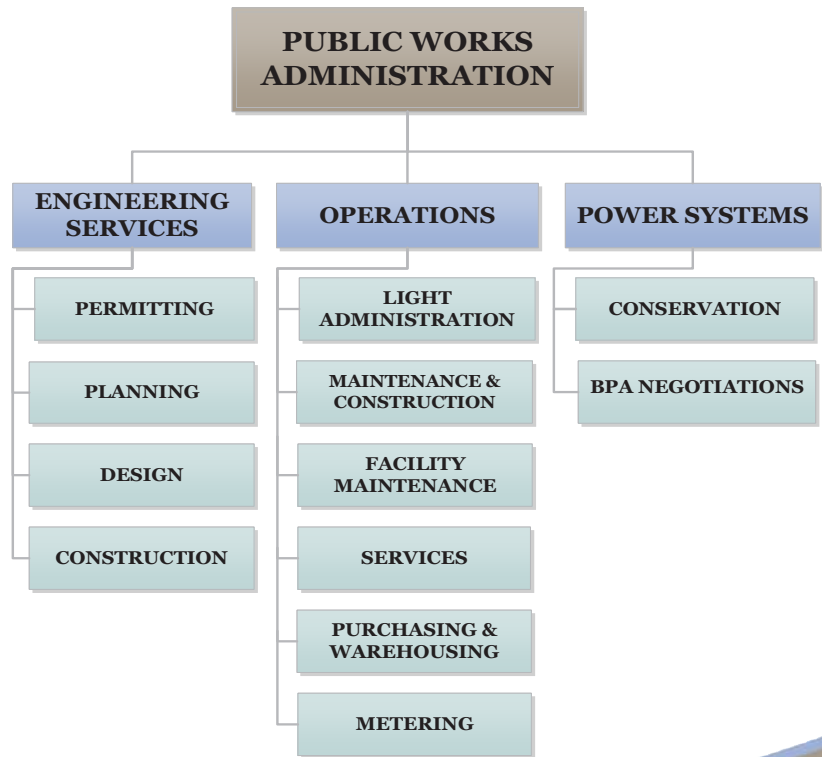 PUBLIC WORKS
ADMINISTRATION
ENGINEERING
SERVICES
PERMITTING
PLANNING
DESIGN
CONSTRUCTION
OPERATIONS
LIGHT
ADMINISTRATION
MAINTENANCE &
CONSTRUCTION
FACILITY
MAINTENANCE
SERVICES
PURCHASING &
WAREHOUSING
METERING
POWER SYSTEMS
CONSERVATION
BPA NEGOTIATIONS